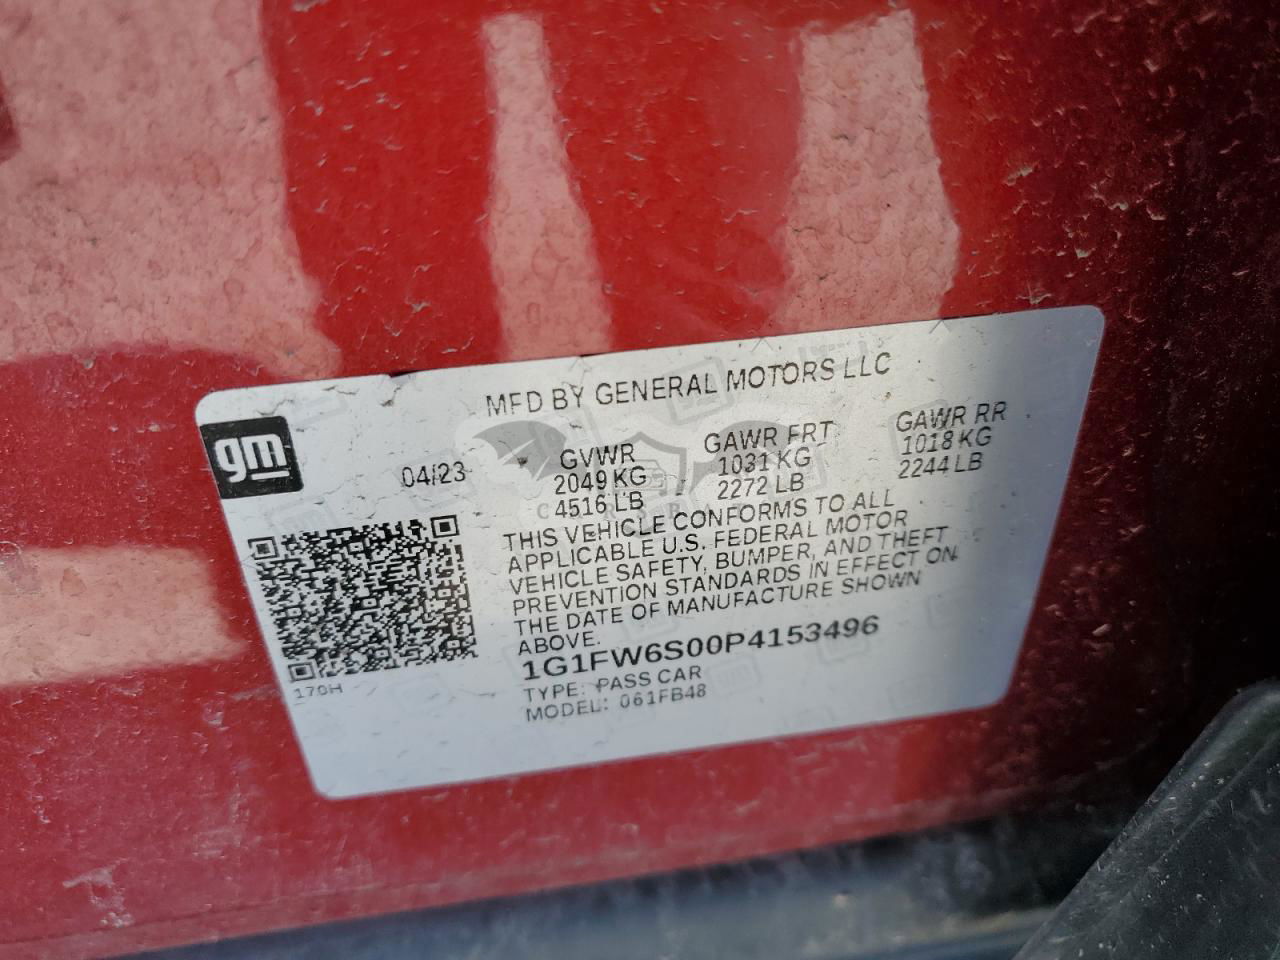 MFD BY GENERAL MOTORS LLC
gm
04/23
GVWR GAWR FRT GAWR RR
2049 KG 1031 KG 1018 KG
4516 LB 2272 LB 2244 LB
THIS VEHICLE CONFORMS TO ALL
APPLICABLE U.S. FEDERAL MOTOR
VEHICLE SAFETY, BUMPER, AND THEFT
PREVENTION STANDARDS IN EFFECT ON
THE DATE OF MANUFACTURE SHOWN
ABOVE.
1G1FW6S00P4153496
TYPE: PASS CAR
MODEL: 061FB48
170H